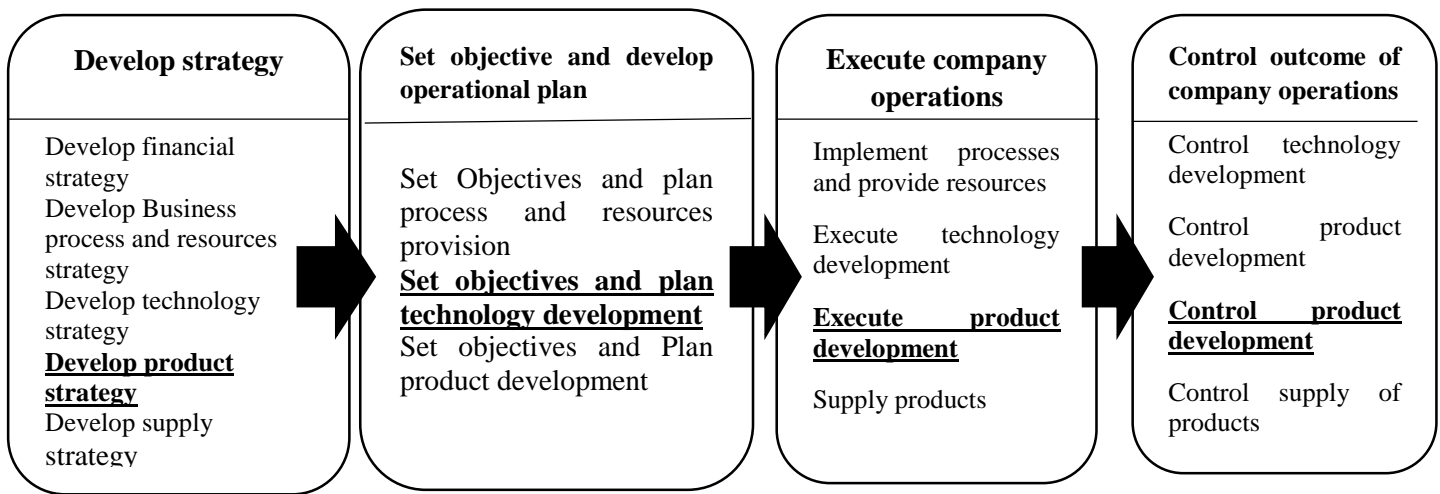 Develop strategy
Develop financial
strategy
Develop Business
process and resources
strategy
Develop technology
strategy
Develop product
strategy
Develop supply
strategy
Set objective and develop
operational plan
Set Objectives and plan
process and resources
provision
Set objectives and plan
technology development
Set objectives and Plan
product development
Execute company
operations
Implement processes
and provide resources
Execute technology
development
Execute product
development
Supply products
Control outcome of
company operations
Control technology
development
Control product
development
Control product
development
Control supply of
products